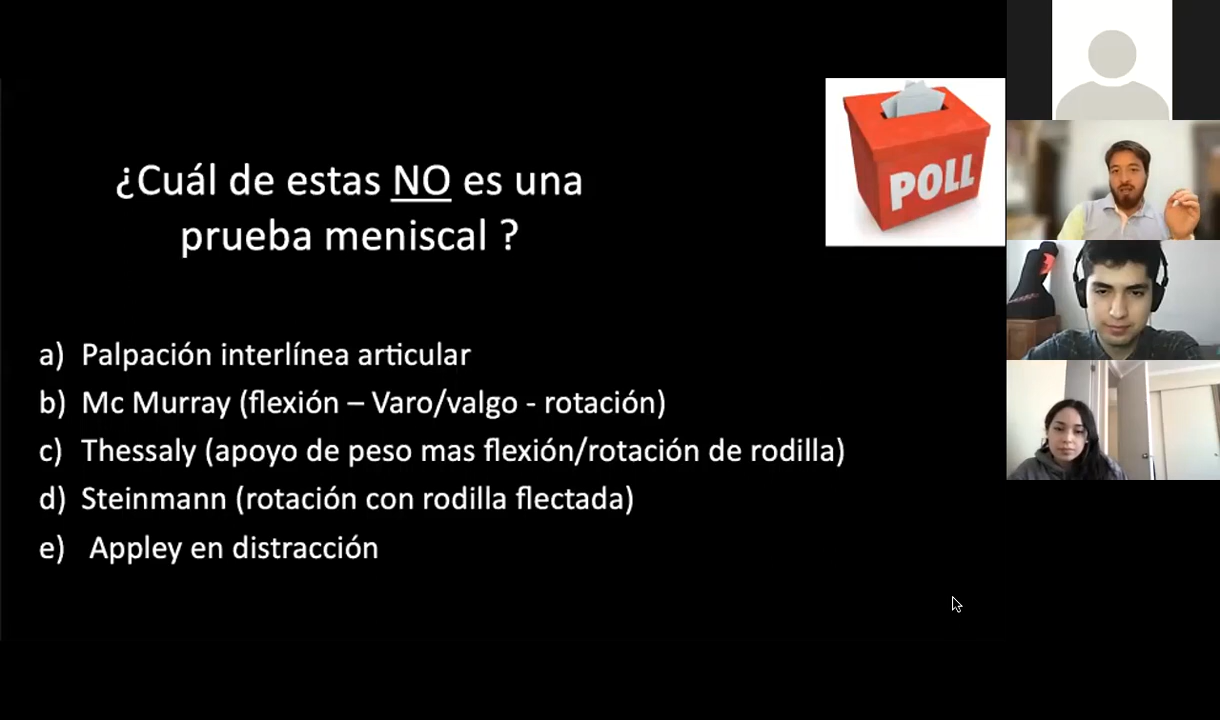 ¿Cuál de estas NO es una
prueba meniscal ?
POLL
a) Palpación interlínea articular
b) Mc Murray (flexión – Varo/valgo - rotación)
c) Thessaly (apoyo de peso mas flexión/rotación de rodilla)
d) Steinmann (rotación con rodilla flectada)
e) Appley en distracción